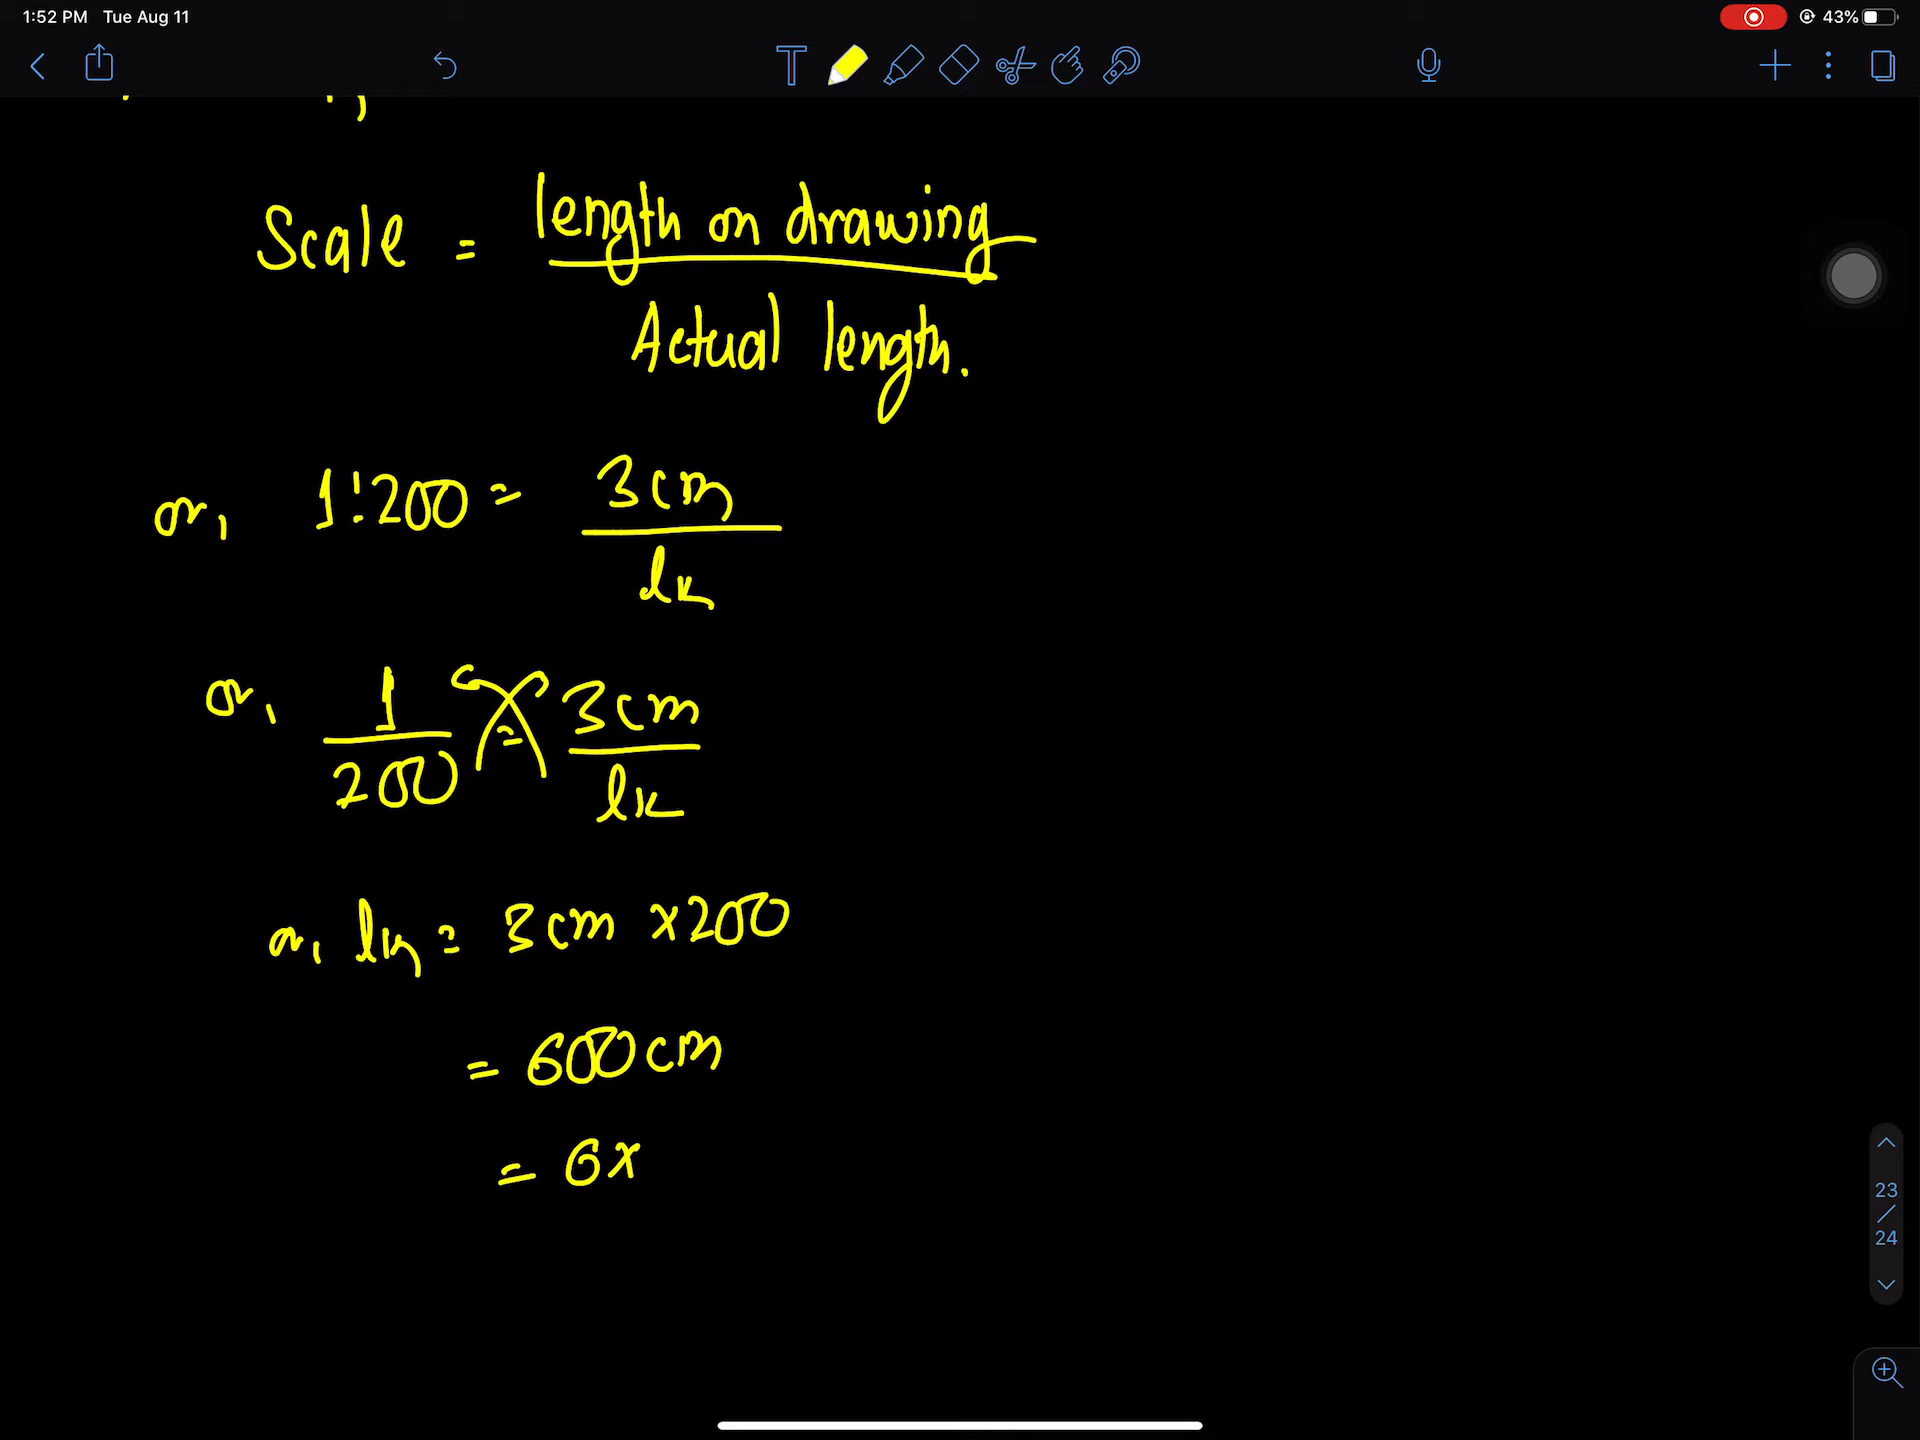 1:52 PM Tue Aug 11
43%
Scale = length on drawing
Actual length.
or, 1:200 = 3cm
lk
or, 1 = 3cm
200 lk
or, lk = 3cm x200
= 600cm
= 6x
23
/
24